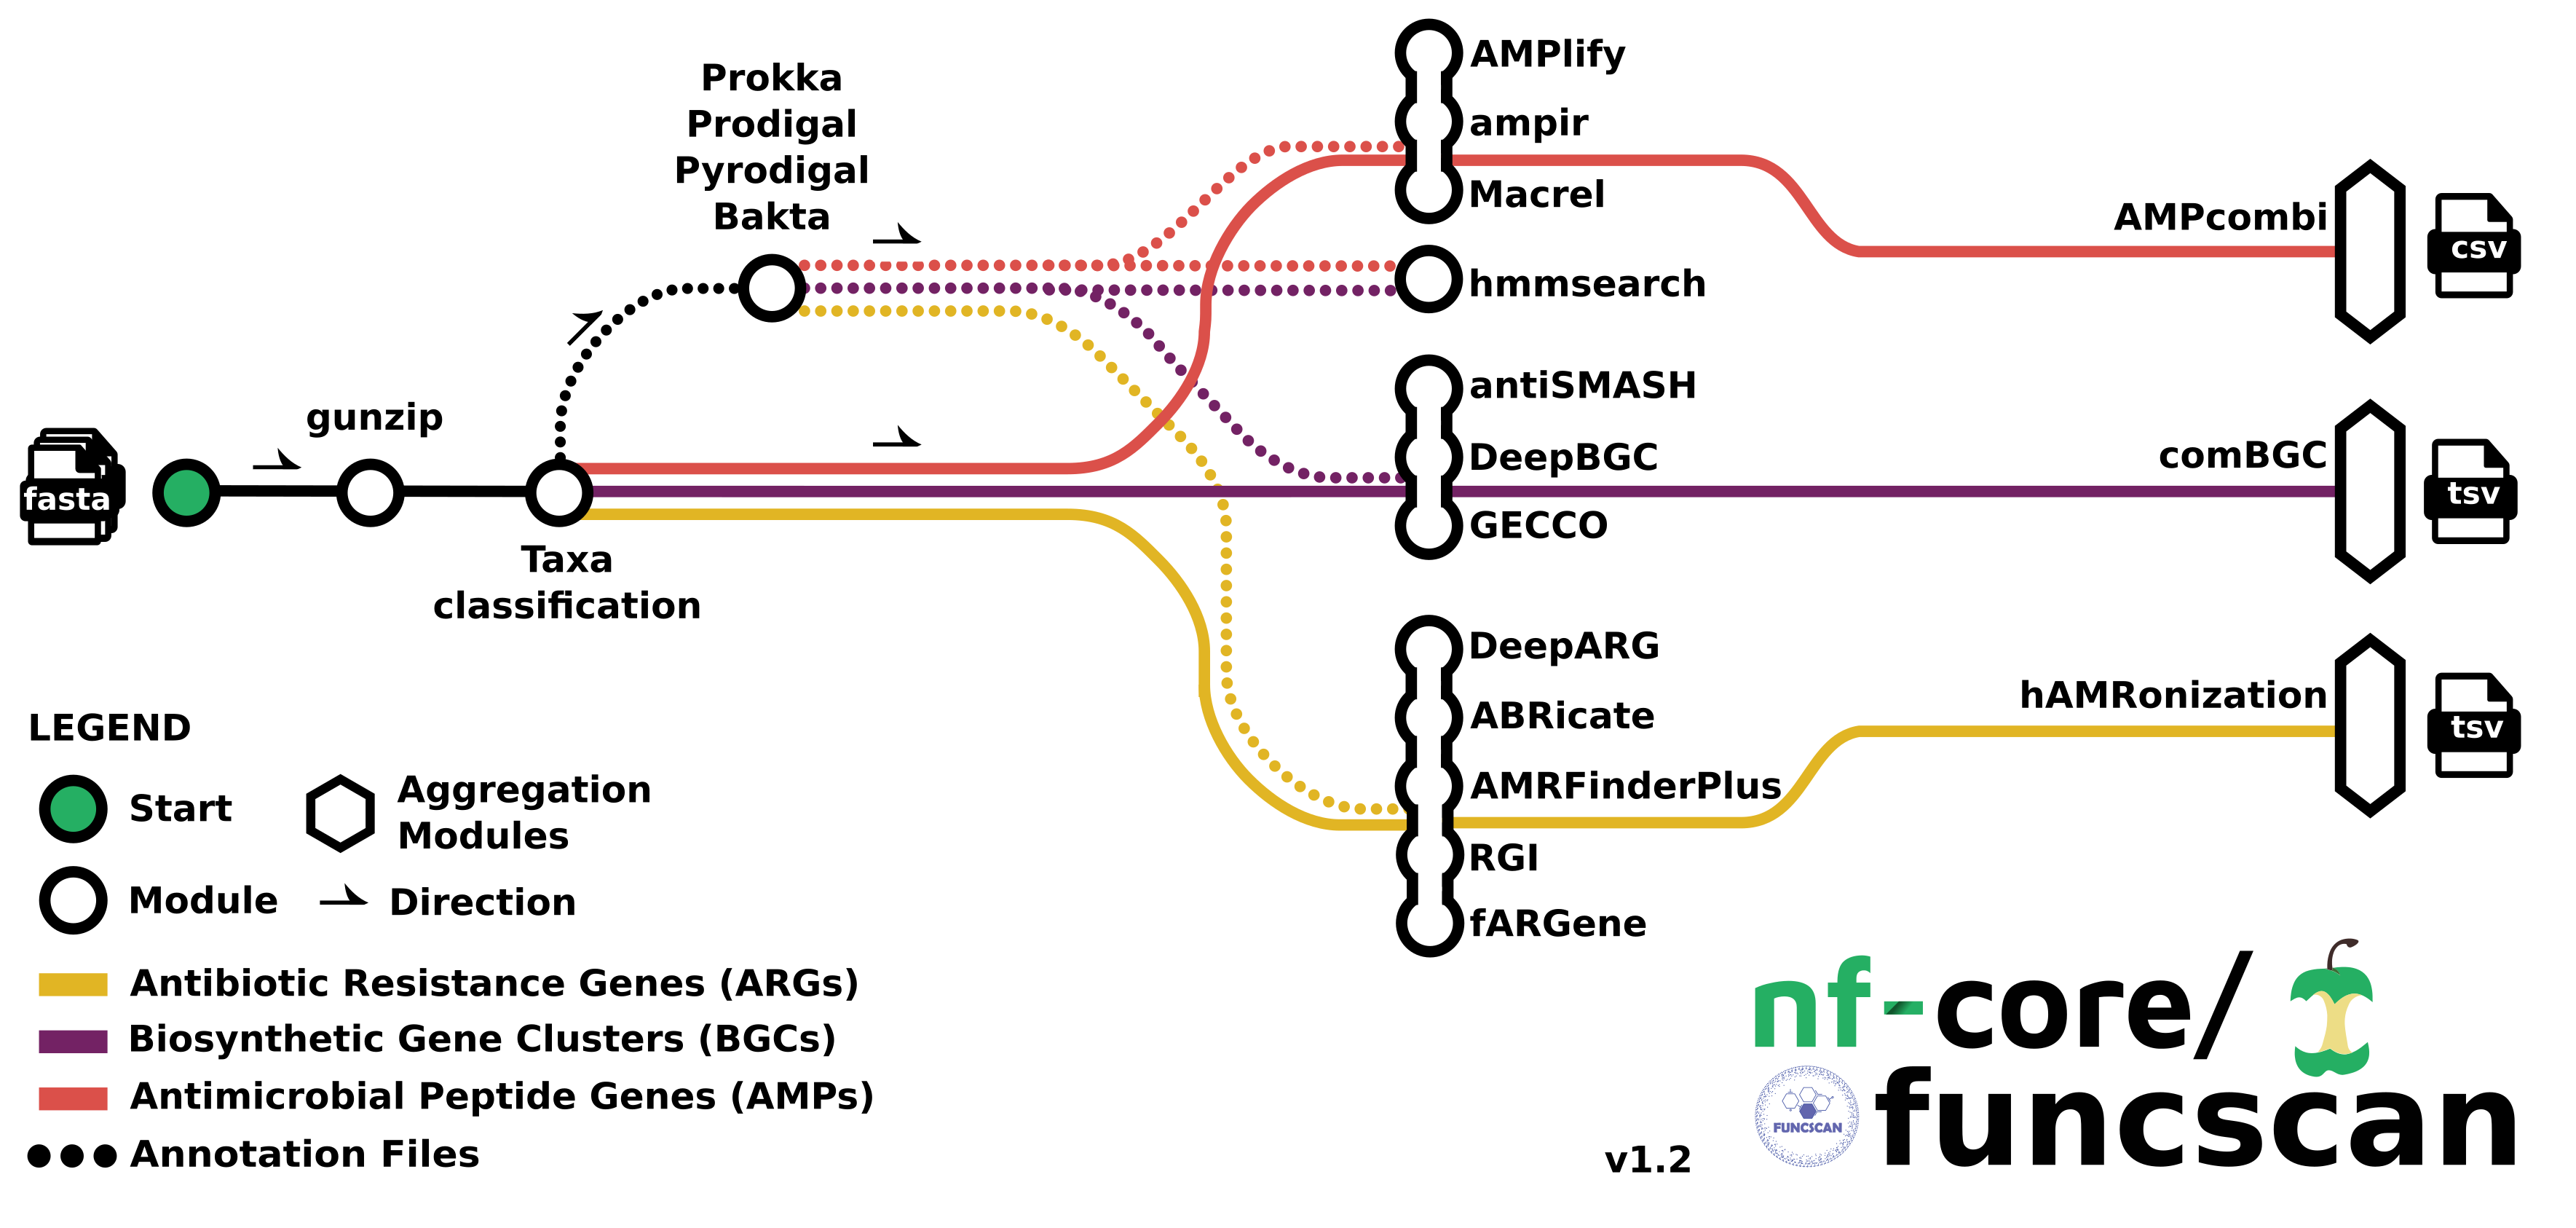 Prokka
Prodigal
Pyrodigal
Bakta
AMPlify
ampir
Macrel
hmmsearch
antiSMASH
DeepBGC
GECCO
DeepARG
ABRicate
AMRFinderPlus
RGI
fARGene
AMPcombi
csv
comBGC
tsv
hAMRonization
tsv
fasta
gunzip
Taxa
classification
LEGEND
Start
Aggregation
Modules
Module
Direction
Antibiotic Resistance Genes (ARGs)
Biosynthetic Gene Clusters (BGCs)
Antimicrobial Peptide Genes (AMPs)
Annotation Files
nf-core/
funcscan
FUNCSCAN
v1.2